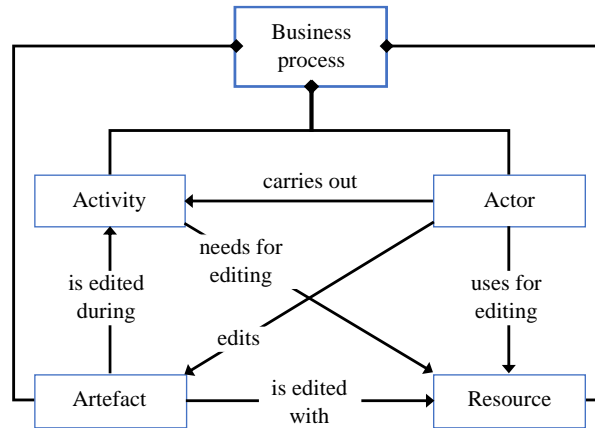 Business
process
carries out
Activity
Actor
needs for
editing
is edited
during
uses for
editing
edits
Artefact
is edited
with
Resource